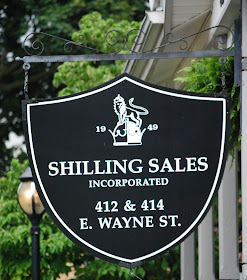 19 49
SHILLING SALES
INCORPORATED
412 & 414
E. WAYNE ST.